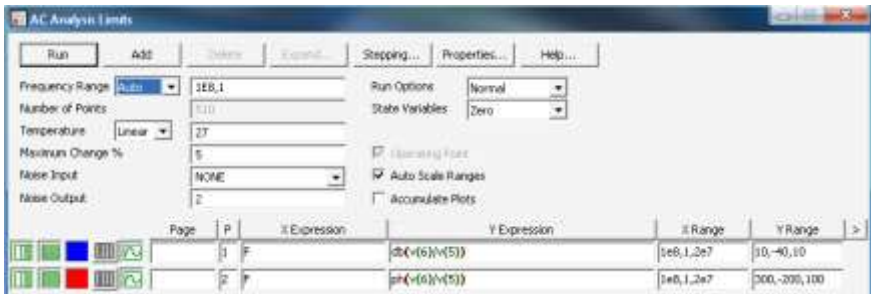 AC Analysis Limits
Run Add Delete Expand... Stepping... Properties... Help...
Frequency Range Auto 1E8,1 Run Options Normal
Number of Points 510 State Variables Zero
Temperature Linear 27
Maximum Change % 5 Operating Point
Noise Input NONE Auto Scale Ranges
Noise Output 2 Accumulate Plots
Page P X Expression Y Expression X Range Y Range >
1 F db(v(6)/v(5)) 1e8,1,2e7 10,-40,10
2 F ph(v(6)/v(5)) 1e8,1,2e7 300,-200,100